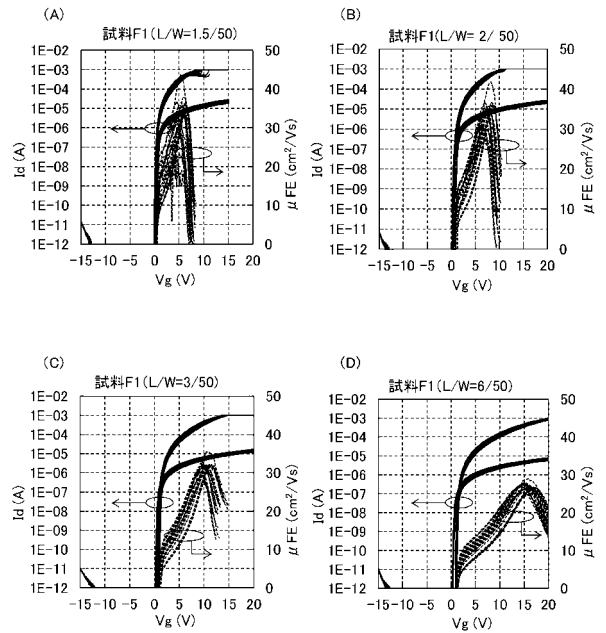 (A)
試料F1(L/W=1.5/50)
1E-02
1E-03
1E-04
1E-05
1E-06
1E-07
1E-08
1E-09
1E-10
1E-11
1E-12
Id (A)
50
40
30
20
10
0
μFE (cm²/Vs)
-15 -10 -5 0 5 10 15 20
Vg (V)
(B)
試料F1(L/W= 2/ 50)
1E-02
1E-03
1E-04
1E-05
1E-06
1E-07
1E-08
1E-09
1E-10
1E-11
1E-12
Id (A)
50
40
30
20
10
0
μFE (cm²/Vs)
-15 -10 -5 0 5 10 15 20
Vg (V)
(C)
試料F1(L/W=3/50)
1E-02
1E-03
1E-04
1E-05
1E-06
1E-07
1E-08
1E-09
1E-10
1E-11
1E-12
Id (A)
50
40
30
20
10
0
μFE (cm²/Vs)
-15 -10 -5 0 5 10 15 20
Vg (V)
(D)
試料F1(L/W=6/50)
1E-02
1E-03
1E-04
1E-05
1E-06
1E-07
1E-08
1E-09
1E-10
1E-11
1E-12
Id (A)
50
40
30
20
10
0
μFE (cm²/Vs)
-15 -10 -5 0 5 10 15 20
Vg (V)